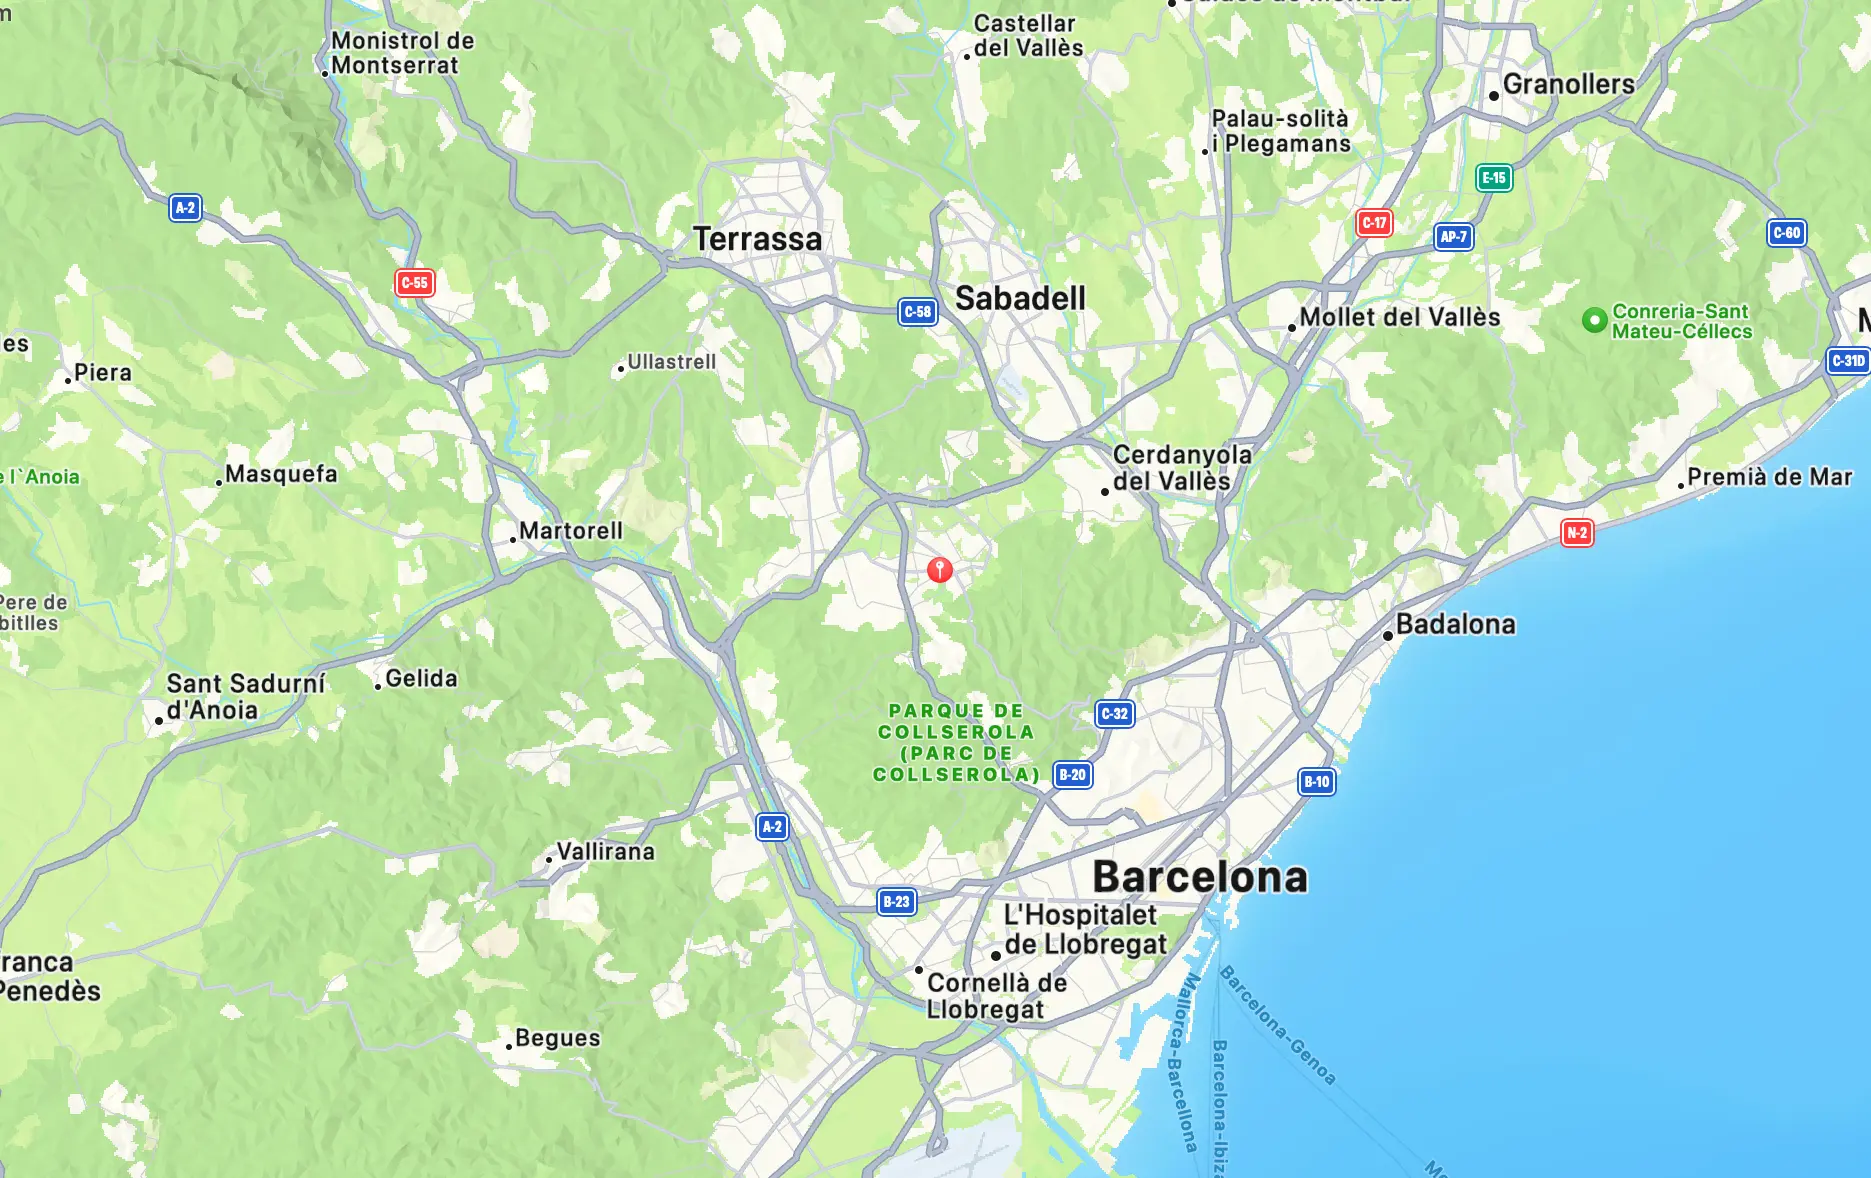 Monistrol de
Montserrat
Castellar
del Vallès
Granollers
Palau-solità
i Plegamans
E-15
A-2
C-17
AP-7
C-60
Terrassa
C-55
Sabadell
C-58
Mollet del Vallès
Conreria-Sant
Mateu-Céllecs
Piera
Ullastrell
C-31D
Cerdanyola
del Vallès
Masquefa
l`Anoia
Premià de Mar
Martorell
N-2
Pere de
bitlles
Badalona
Sant Sadurní
d'Anoia
Gelida
PARQUE DE
COLLSEROLA
(PARC DE
COLLSEROLA)
C-32
B-20
B-10
A-2
Vallirana
Barcelona
B-23
L'Hospitalet
de Llobregat
ranca
Penedès
Cornellà de
Llobregat
Begues
Mallorca-Barcellona
Barcelona-Genoa
Barcelona-Ibiz